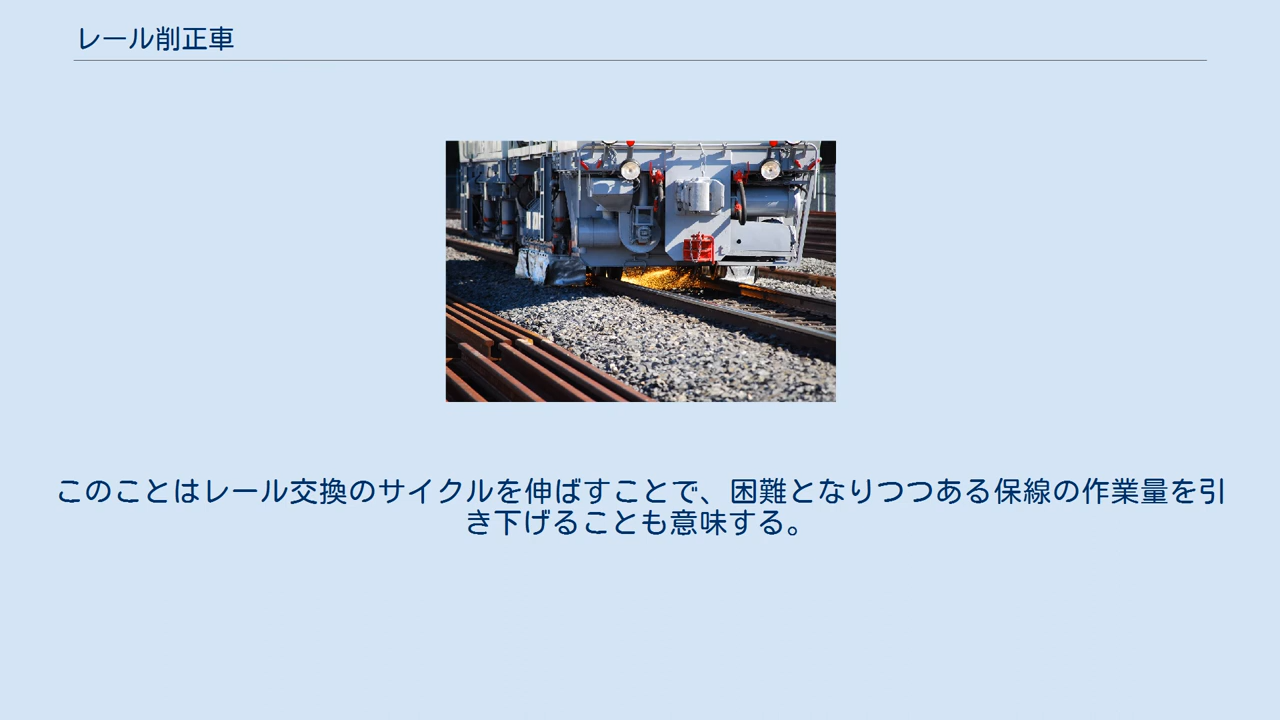 レール削正車
このことはレール交換のサイクルを伸ばすことで、困難となりつつある保線の作業量を引
き下げることも意味する。